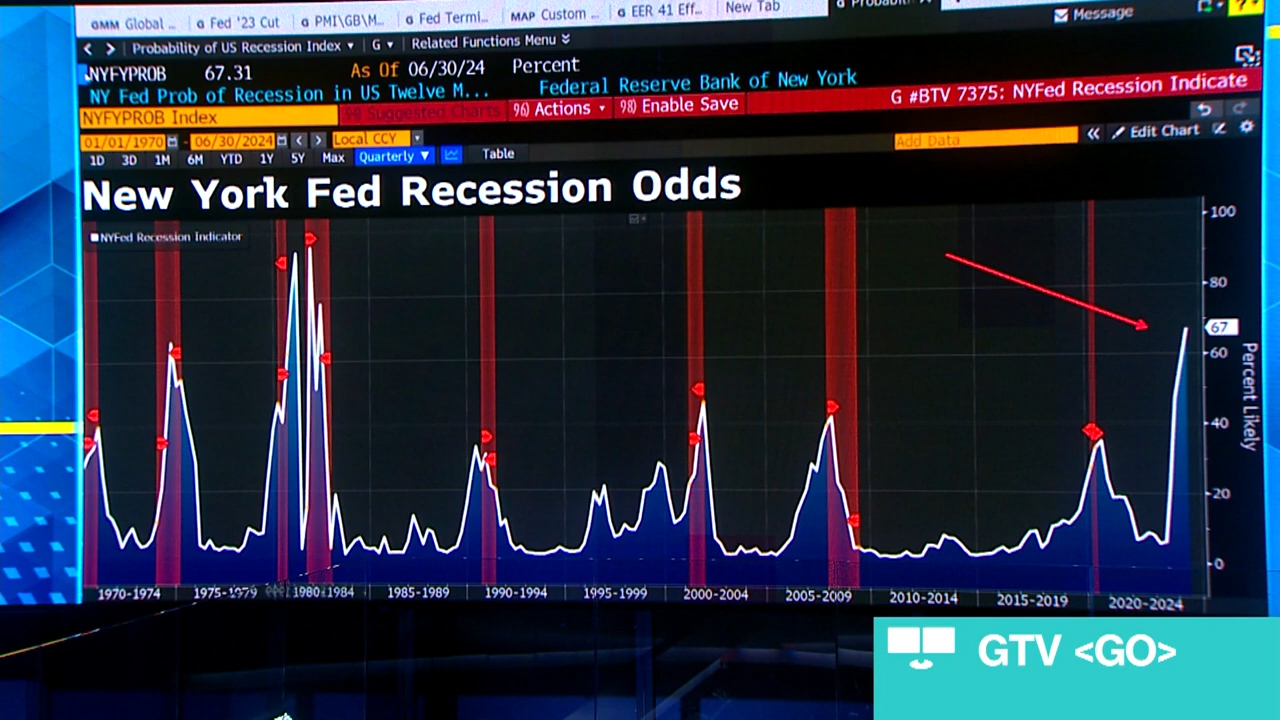 GMM Global ...
G Fed '23 Cut
G PMI\GB\M...
G Fed Termi...
MAP Custom ...
G EER 41 Eff...
New Tab
Message
Probability of US Recession Index
G
Related Functions Menu
NYFYPROB 67.31 As Of 06/30/24 Percent
NY Fed Prob of Recession in US Twelve M... Federal Reserve Bank of New York
NYFYPROB Index
94) Suggested Charts
96) Actions
98) Enable Save
G #BTV 7375: NYFed Recession Indicate
01/01/1970 - 06/30/2024
Local CCY
Add Data
Edit Chart
1D 3D 1M 6M YTD 1Y 5Y Max Quarterly Table
New York Fed Recession Odds
NYFed Recession Indicator
100
80
67
60
40
20
0
Percent Likely
1970-1974 1975-1979 1980-1984 1985-1989 1990-1994 1995-1999 2000-2004 2005-2009 2010-2014 2015-2019 2020-2024
GTV <GO>